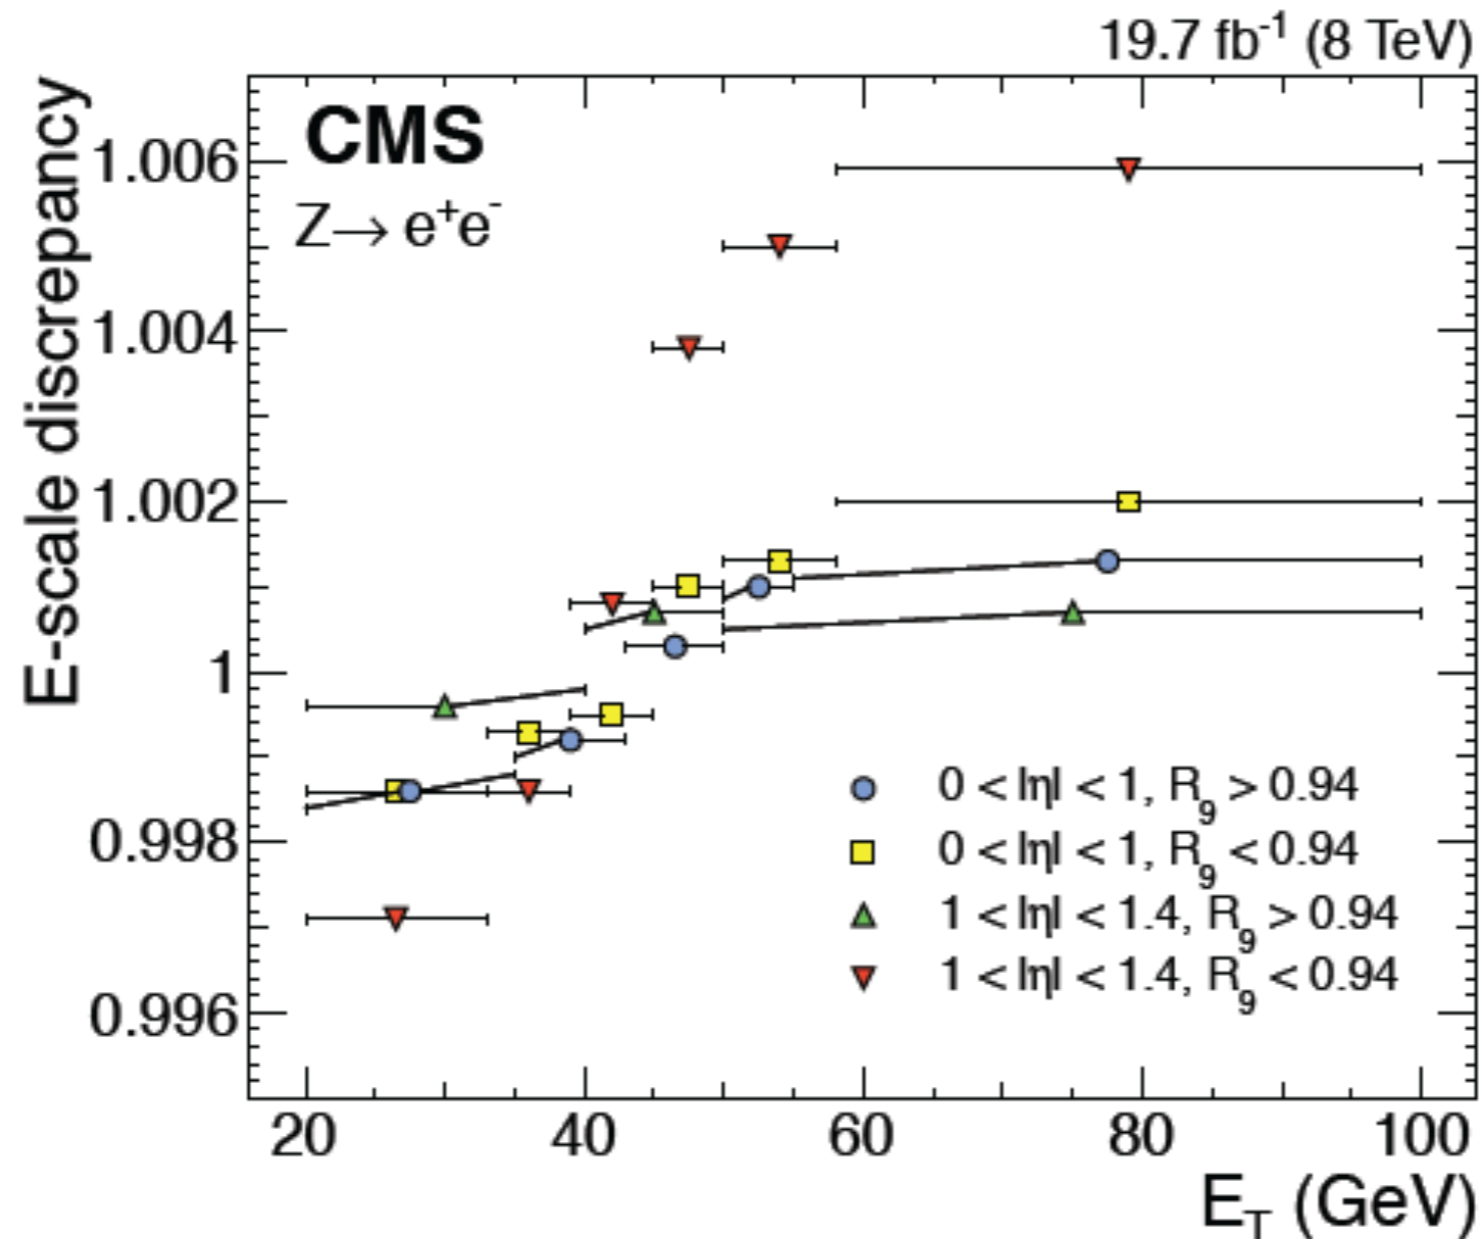 19.7 fb⁻¹ (8 TeV)
CMS
Z→ e⁺e⁻
E-scale discrepancy
1.006
1.004
1.002
1
0.998
0.996
0 < |η| < 1, R₉ > 0.94
0 < |η| < 1, R₉ < 0.94
1 < |η| < 1.4, R₉ > 0.94
1 < |η| < 1.4, R₉ < 0.94
20 40 60 80 100
E_T (GeV)